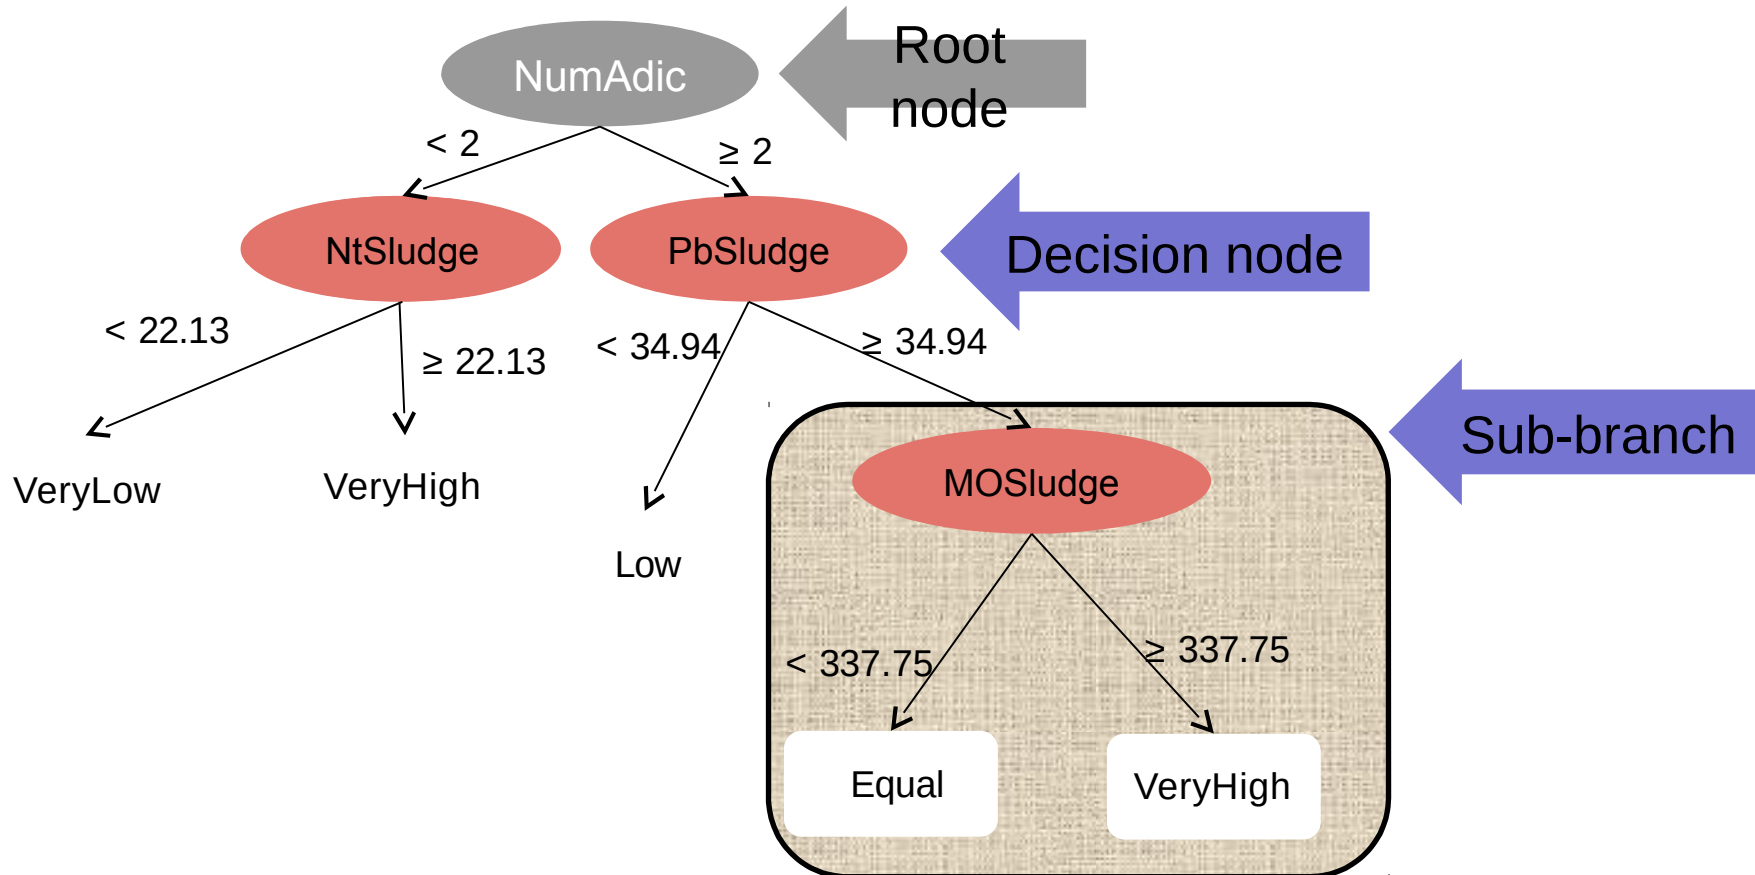 Root
node
NumAdic
< 2
≥ 2
NtSludge
PbSludge
Decision node
< 22.13
≥ 22.13
< 34.94
≥ 34.94
Sub-branch
VeryLow
VeryHigh
MOSludge
Low
< 337.75
≥ 337.75
Equal
VeryHigh